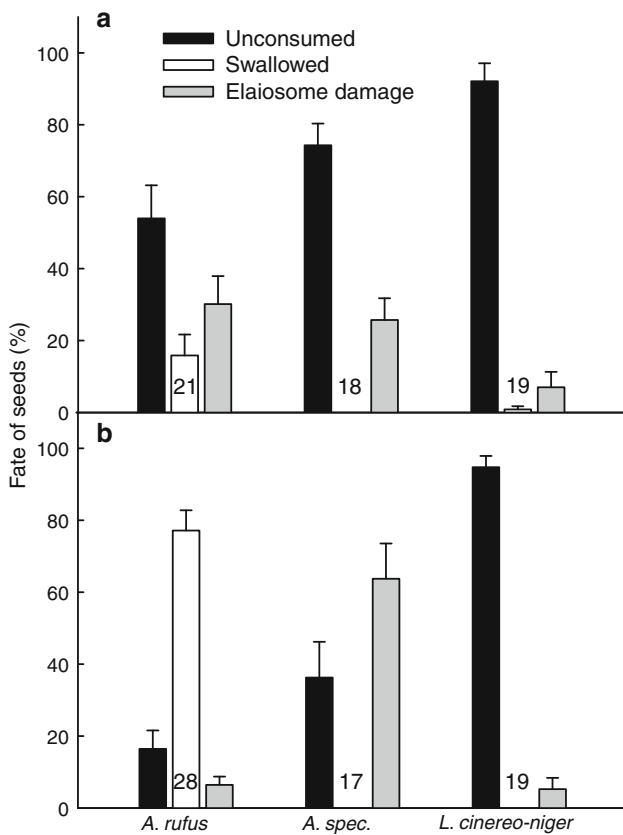 a
Unconsumed
Swallowed
Elaiosome damage
100
80
60
40
20
0
21
18
19
b
100
80
60
40
20
0
28
17
19
A. rufus
A. spec.
L. cinereo-niger
Fate of seeds (%)